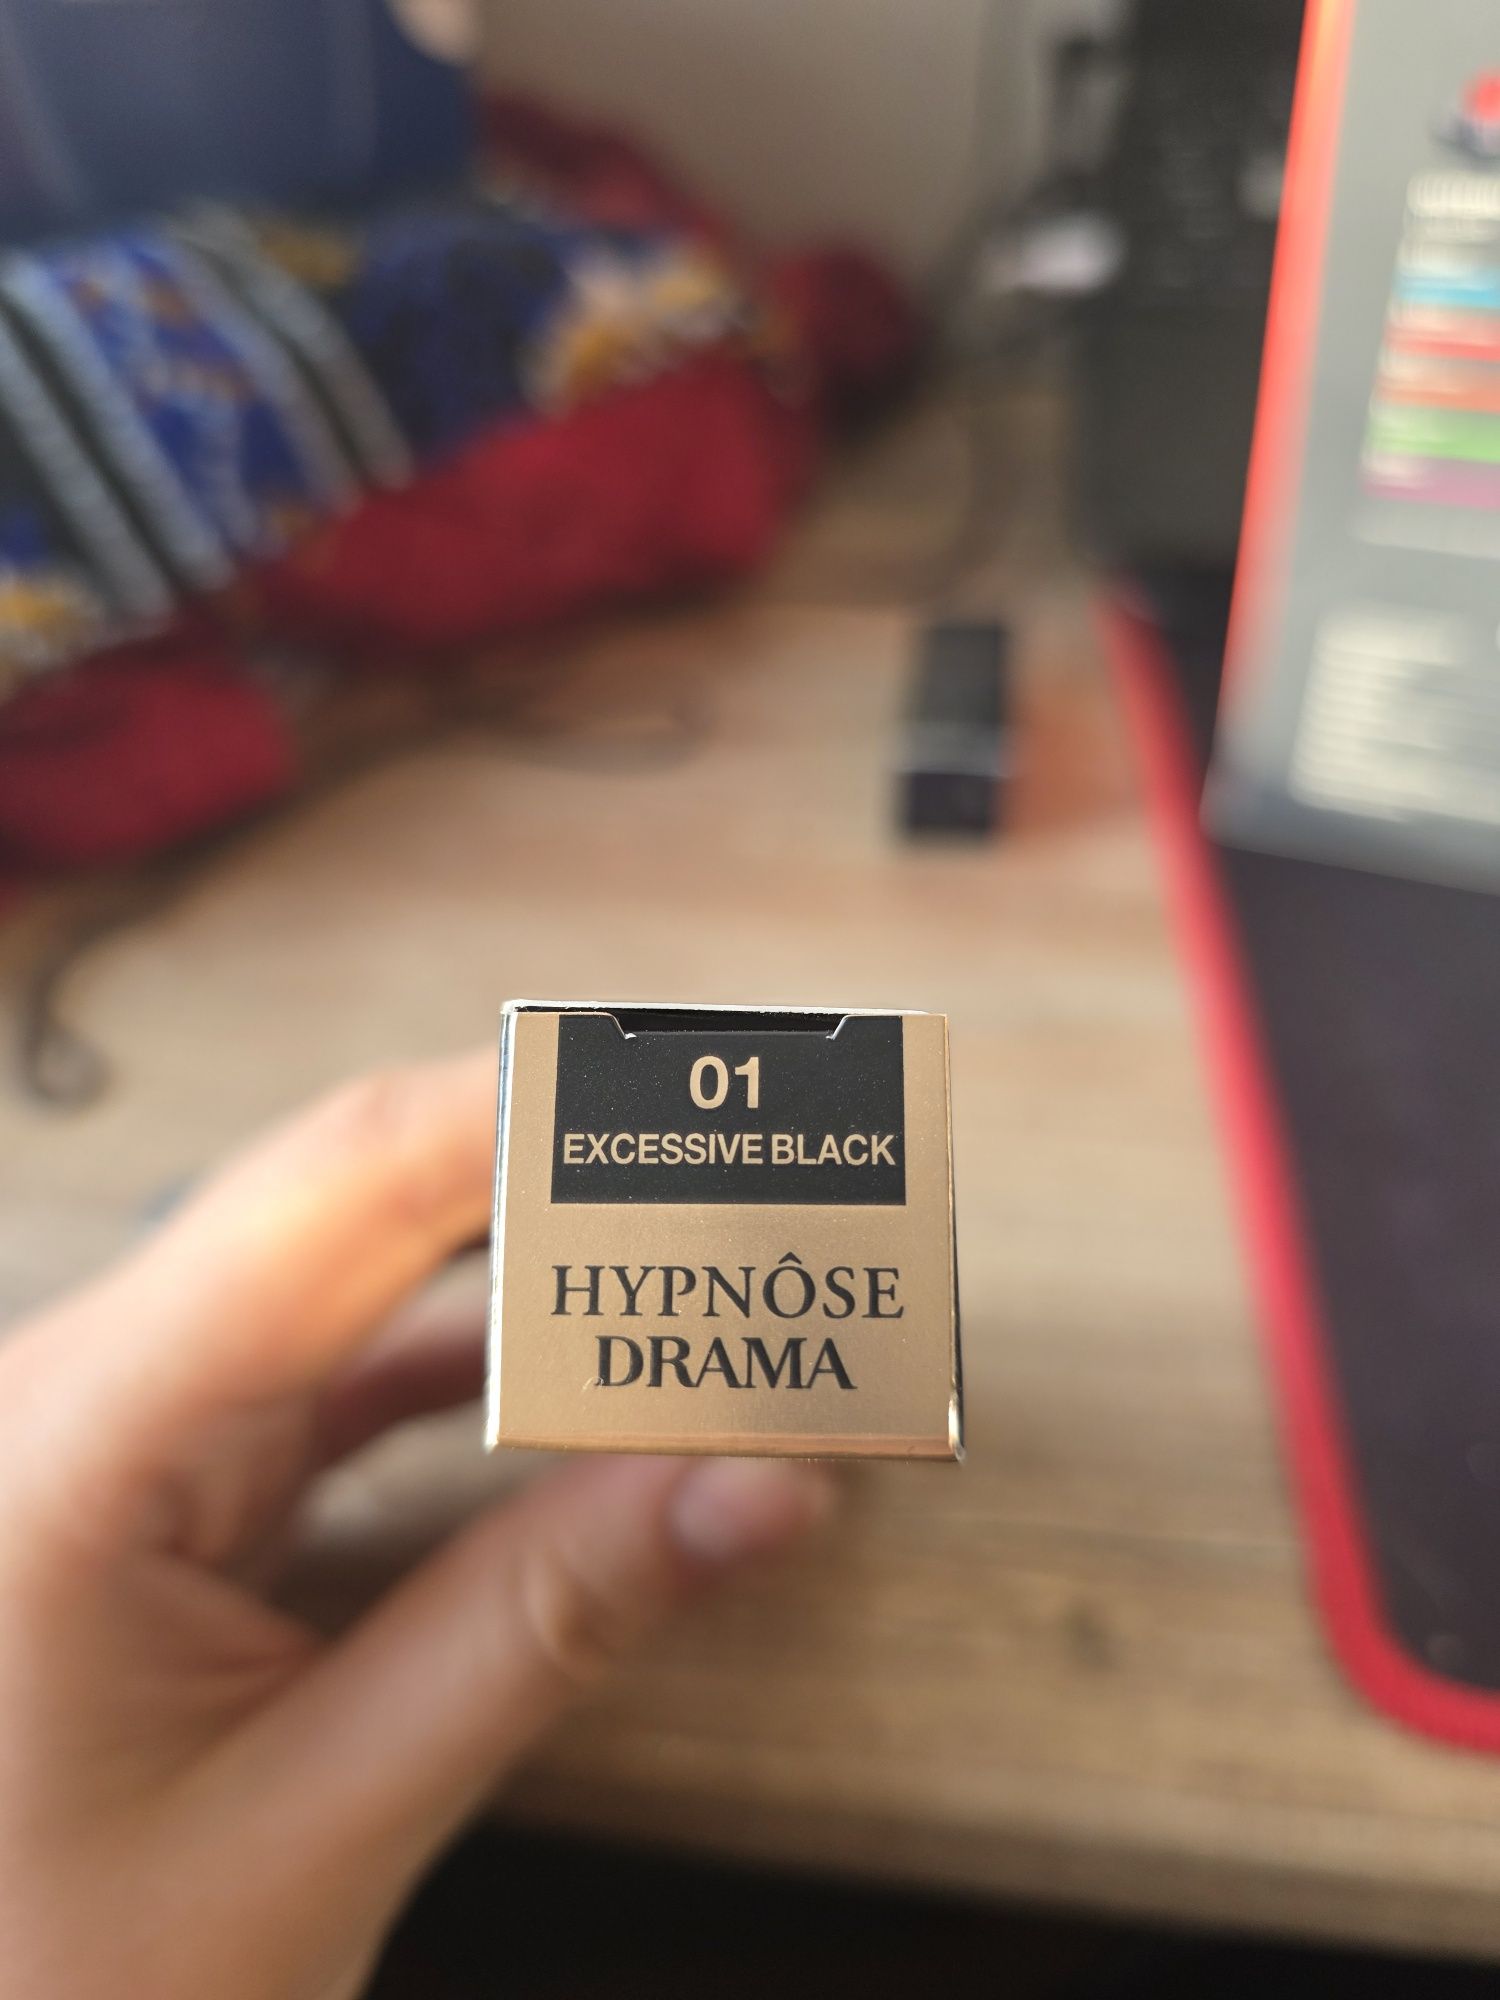 01
EXCESSIVE BLACK
HYPNÔSE
DRAMA